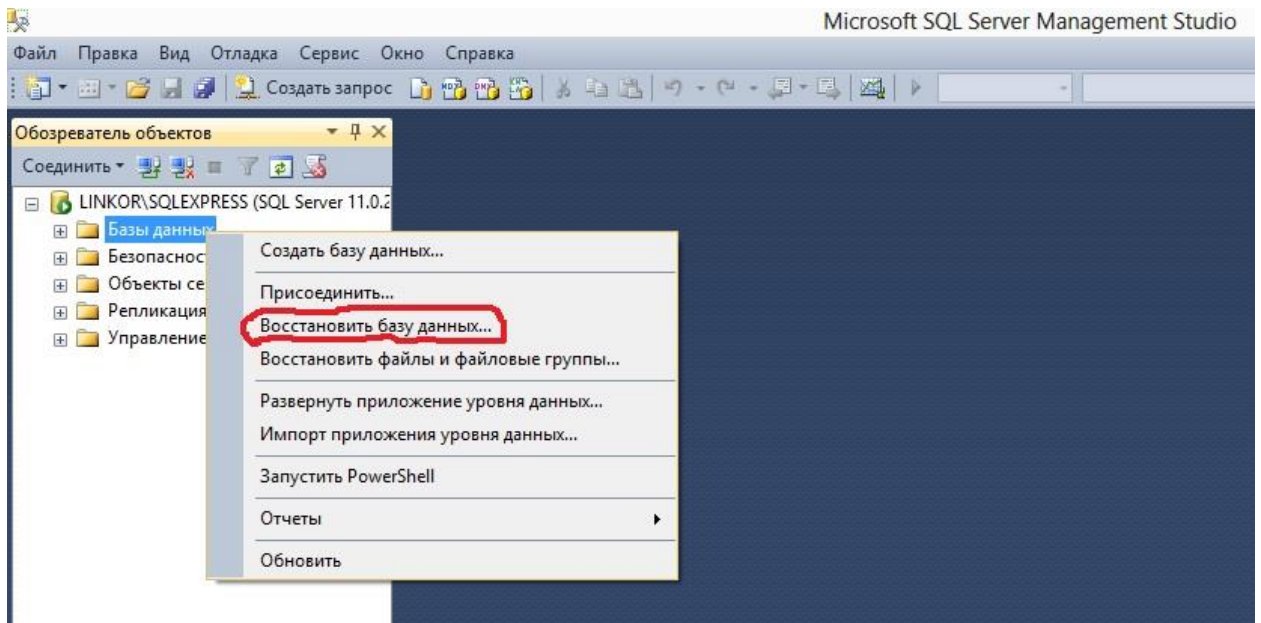 Microsoft SQL Server Management Studio
Файл Правка Вид Отладка Сервис Окно Справка
Создать запрос
Обозреватель объектов
Соединить
LINKOR\SQLEXPRESS (SQL Server 11.0.2
Базы данных
Безопаснос
Объекты се
Репликация
Управление
Создать базу данных...
Присоединить...
Восстановить базу данных...
Восстановить файлы и файловые группы...
Развернуть приложение уровня данных...
Импорт приложения уровня данных...
Запустить PowerShell
Отчеты
Обновить